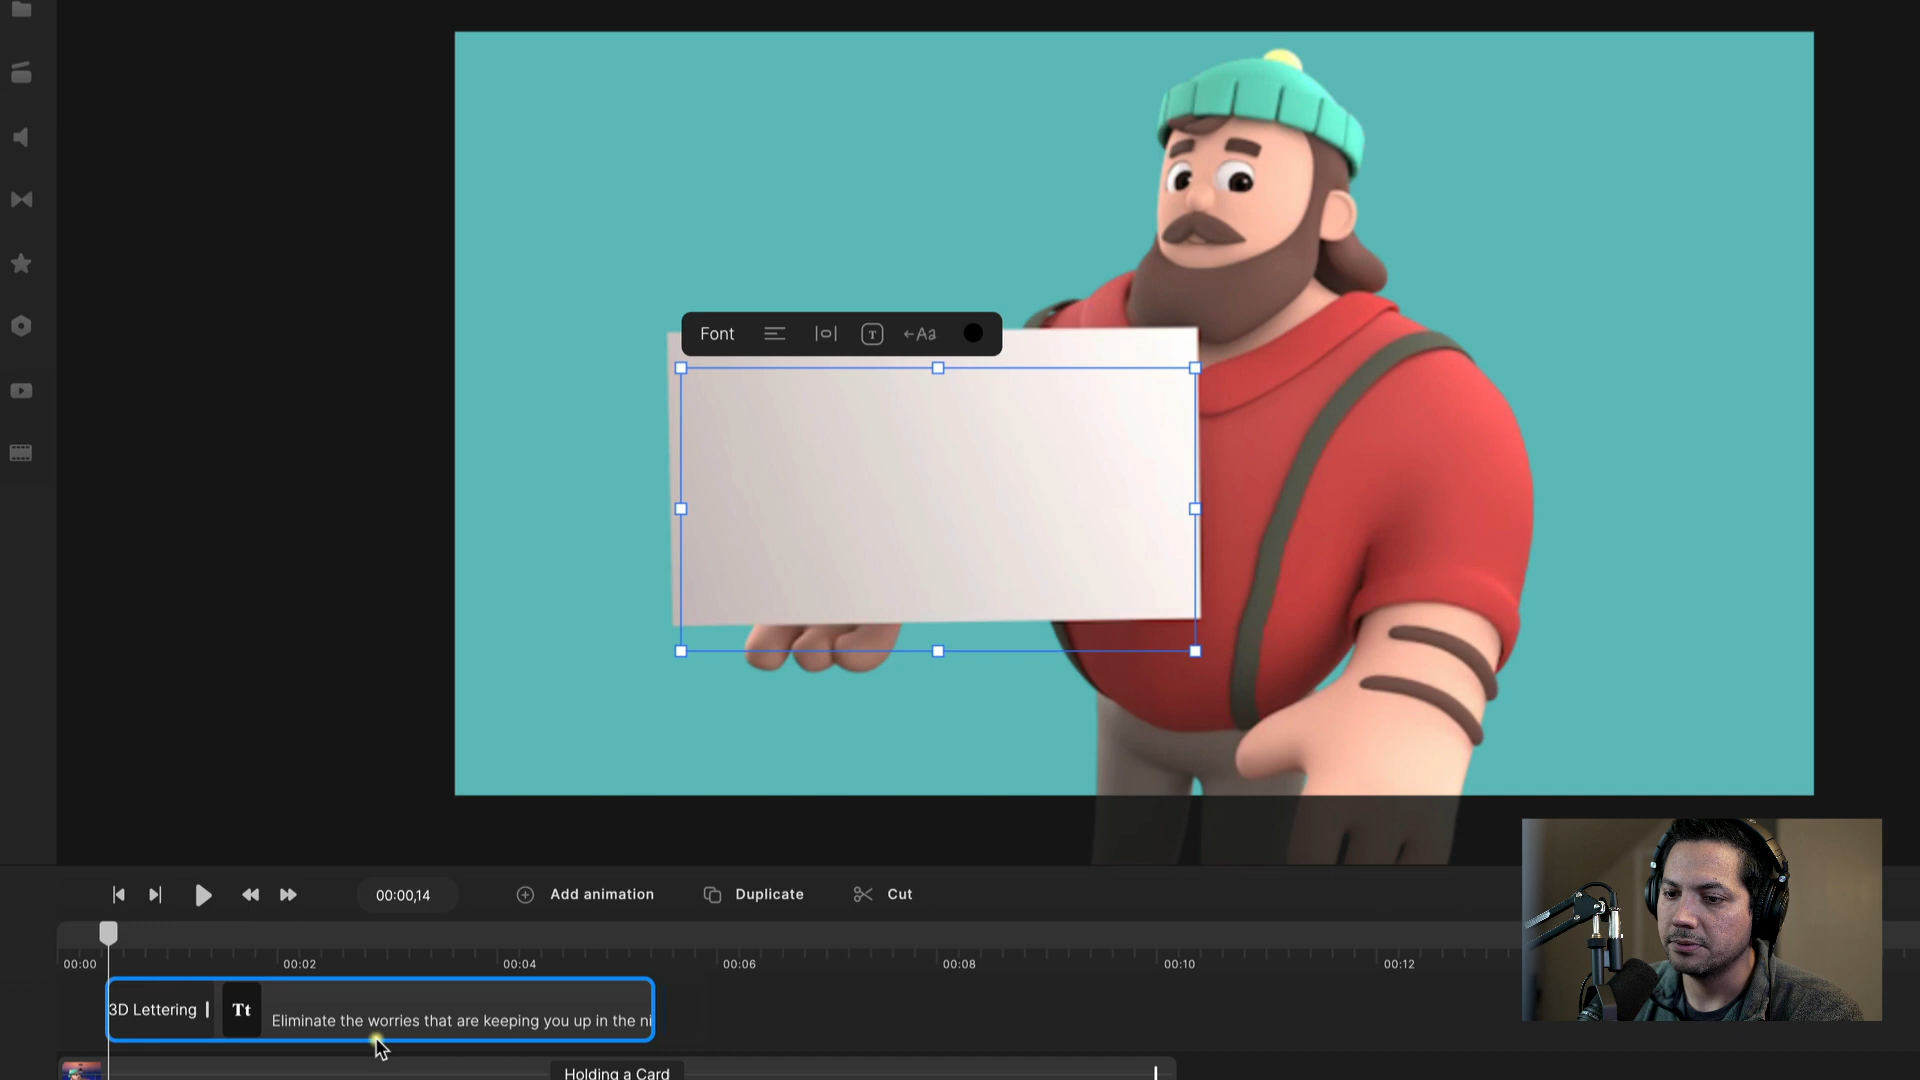 Font
T
←Aa
00:00,14
Add animation
Duplicate
Cut
00:00
00:02
00:04
00:06
00:08
00:10
00:12
3D Lettering
Tt
Eliminate the worries that are keeping you up in the ni
Holding a Card